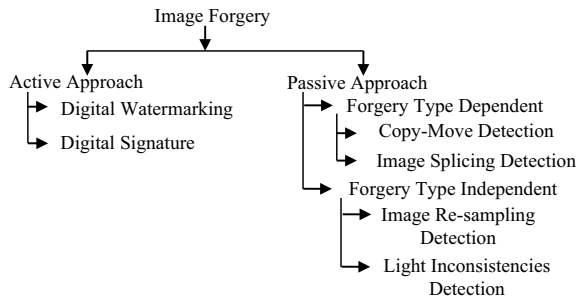 Image Forgery
Active Approach
Digital Watermarking
Digital Signature
Passive Approach
Forgery Type Dependent
Copy-Move Detection
Image Splicing Detection
Forgery Type Independent
Image Re-sampling
Detection
Light Inconsistencies
Detection